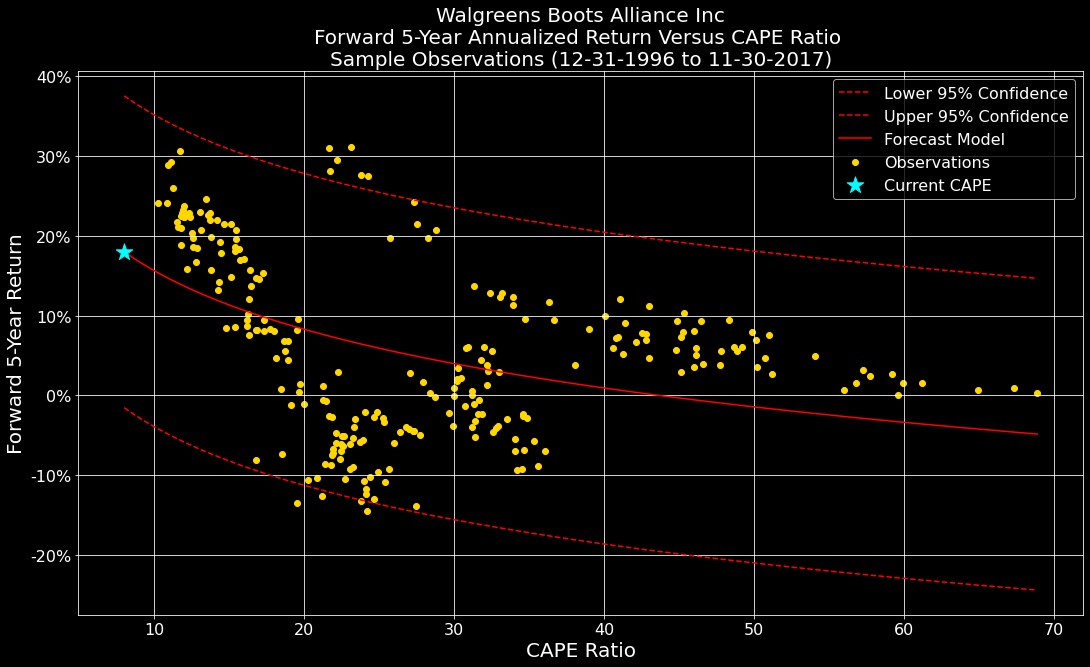 Walgreens Boots Alliance Inc
Forward 5-Year Annualized Return Versus CAPE Ratio
Sample Observations (12-31-1996 to 11-30-2017)
Forward 5-Year Return
40%
30%
20%
10%
0%
-10%
-20%
Lower 95% Confidence
Upper 95% Confidence
Forecast Model
Observations
Current CAPE
10 20 30 40 50 60 70
CAPE Ratio